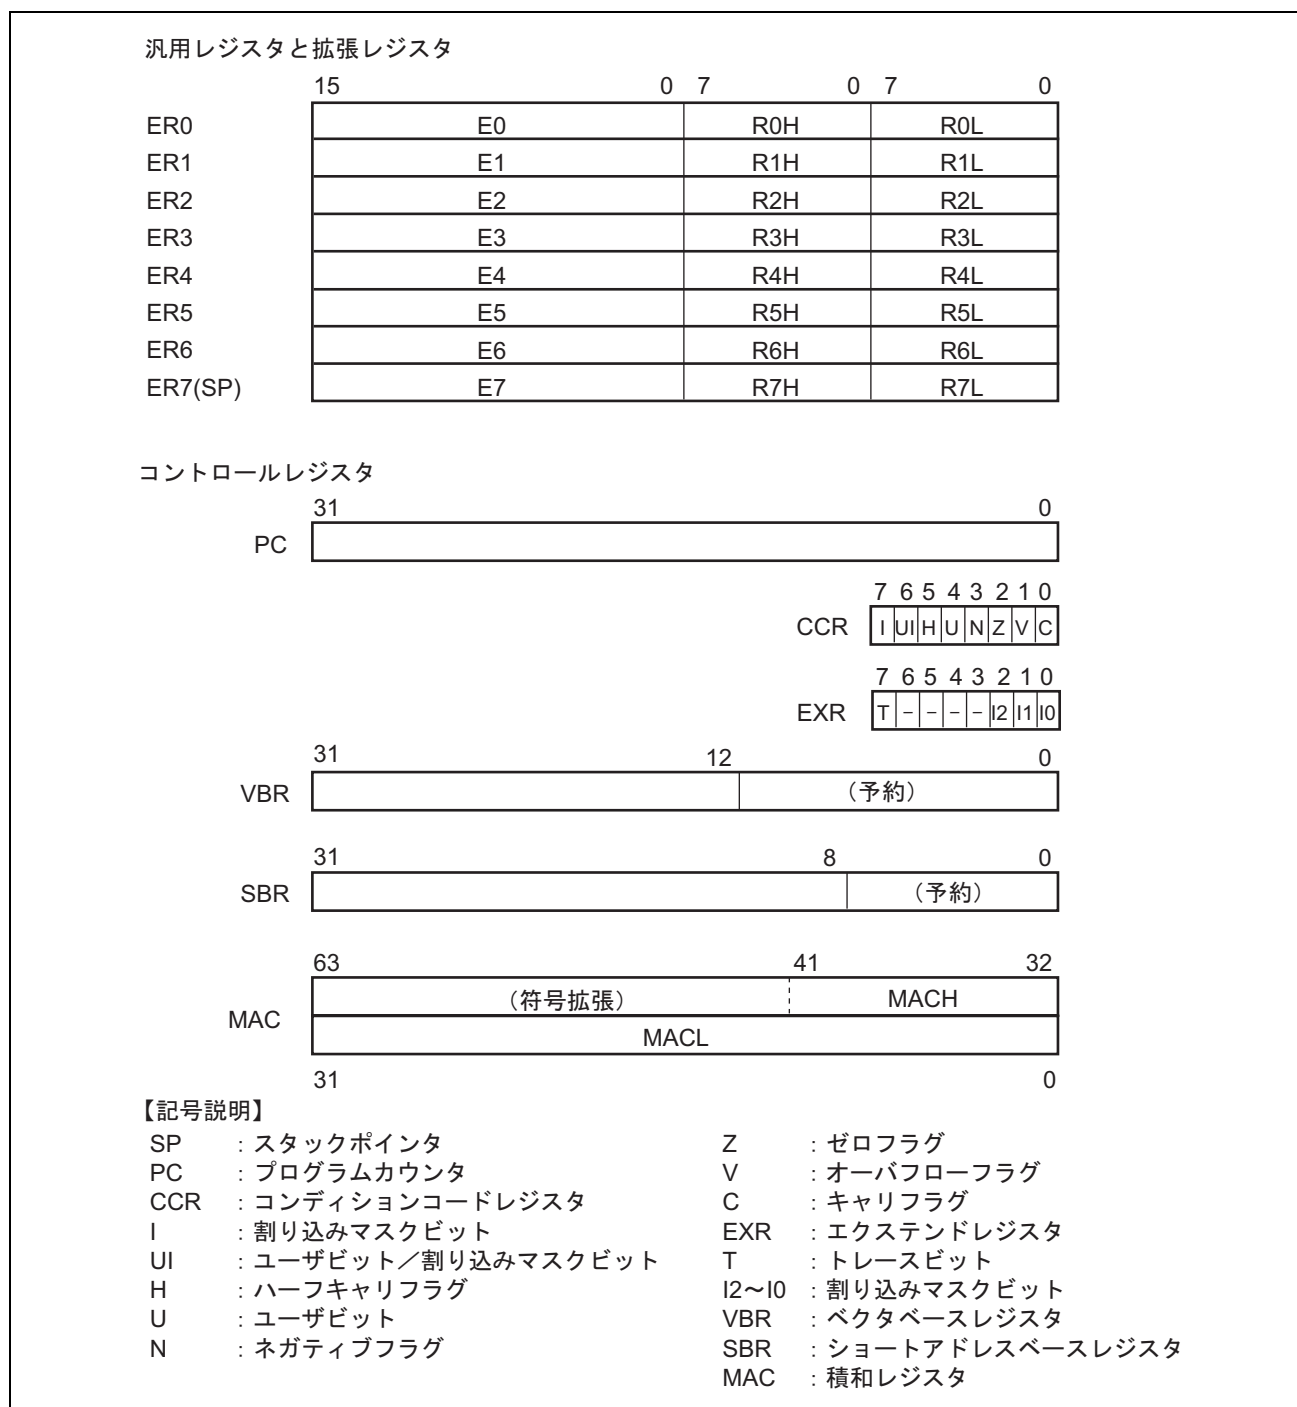 汎用レジスタと拡張レジスタ
15 0 7 0 7 0
ER0 E0 R0H R0L
ER1 E1 R1H R1L
ER2 E2 R2H R2L
ER3 E3 R3H R3L
ER4 E4 R4H R4L
ER5 E5 R5H R5L
ER6 E6 R6H R6L
ER7(SP) E7 R7H R7L
コントロールレジスタ
31 0
PC
7 6 5 4 3 2 1 0
CCR I UI H U N Z V C
7 6 5 4 3 2 1 0
EXR T - - - - I2 I1 I0
31 12 0
VBR （予約）
31 8 0
SBR （予約）
63 41 32
（符号拡張） MACH
MAC
MACL
31 0
【記号説明】
SP : スタックポインタ
PC : プログラムカウンタ
CCR : コンディションコードレジスタ
I : 割り込みマスクビット
UI : ユーザビット／割り込みマスクビット
H : ハーフキャリフラグ
U : ユーザビット
N : ネガティブフラグ
Z : ゼロフラグ
V : オーバフローフラグ
C : キャリフラグ
EXR : エクステンドレジスタ
T : トレースビット
I2～I0 : 割り込みマスクビット
VBR : ベクタベースレジスタ
SBR : ショートアドレスベースレジスタ
MAC : 積和レジスタ